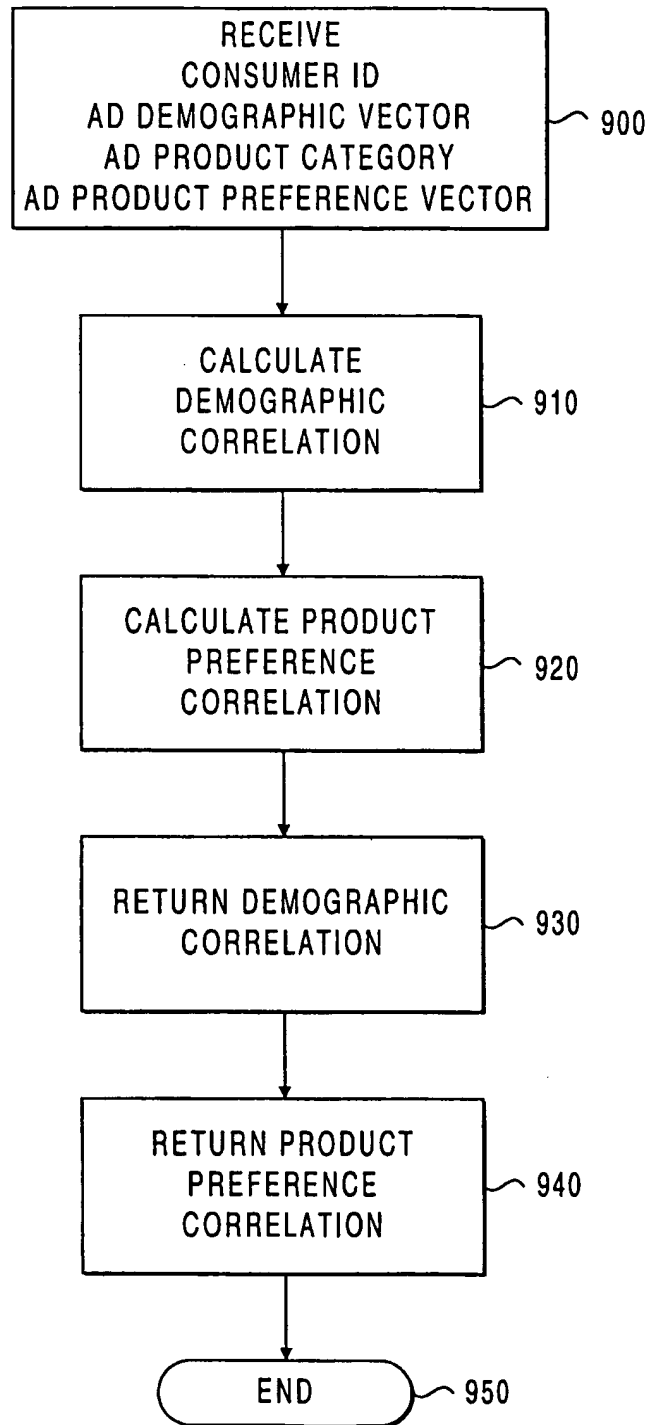 RECEIVE
CONSUMER ID
AD DEMOGRAPHIC VECTOR
AD PRODUCT CATEGORY
AD PRODUCT PREFERENCE VECTOR
900
CALCULATE
DEMOGRAPHIC
CORRELATION
910
CALCULATE PRODUCT
PREFERENCE
CORRELATION
920
RETURN DEMOGRAPHIC
CORRELATION
930
RETURN PRODUCT
PREFERENCE
CORRELATION
940
END
950